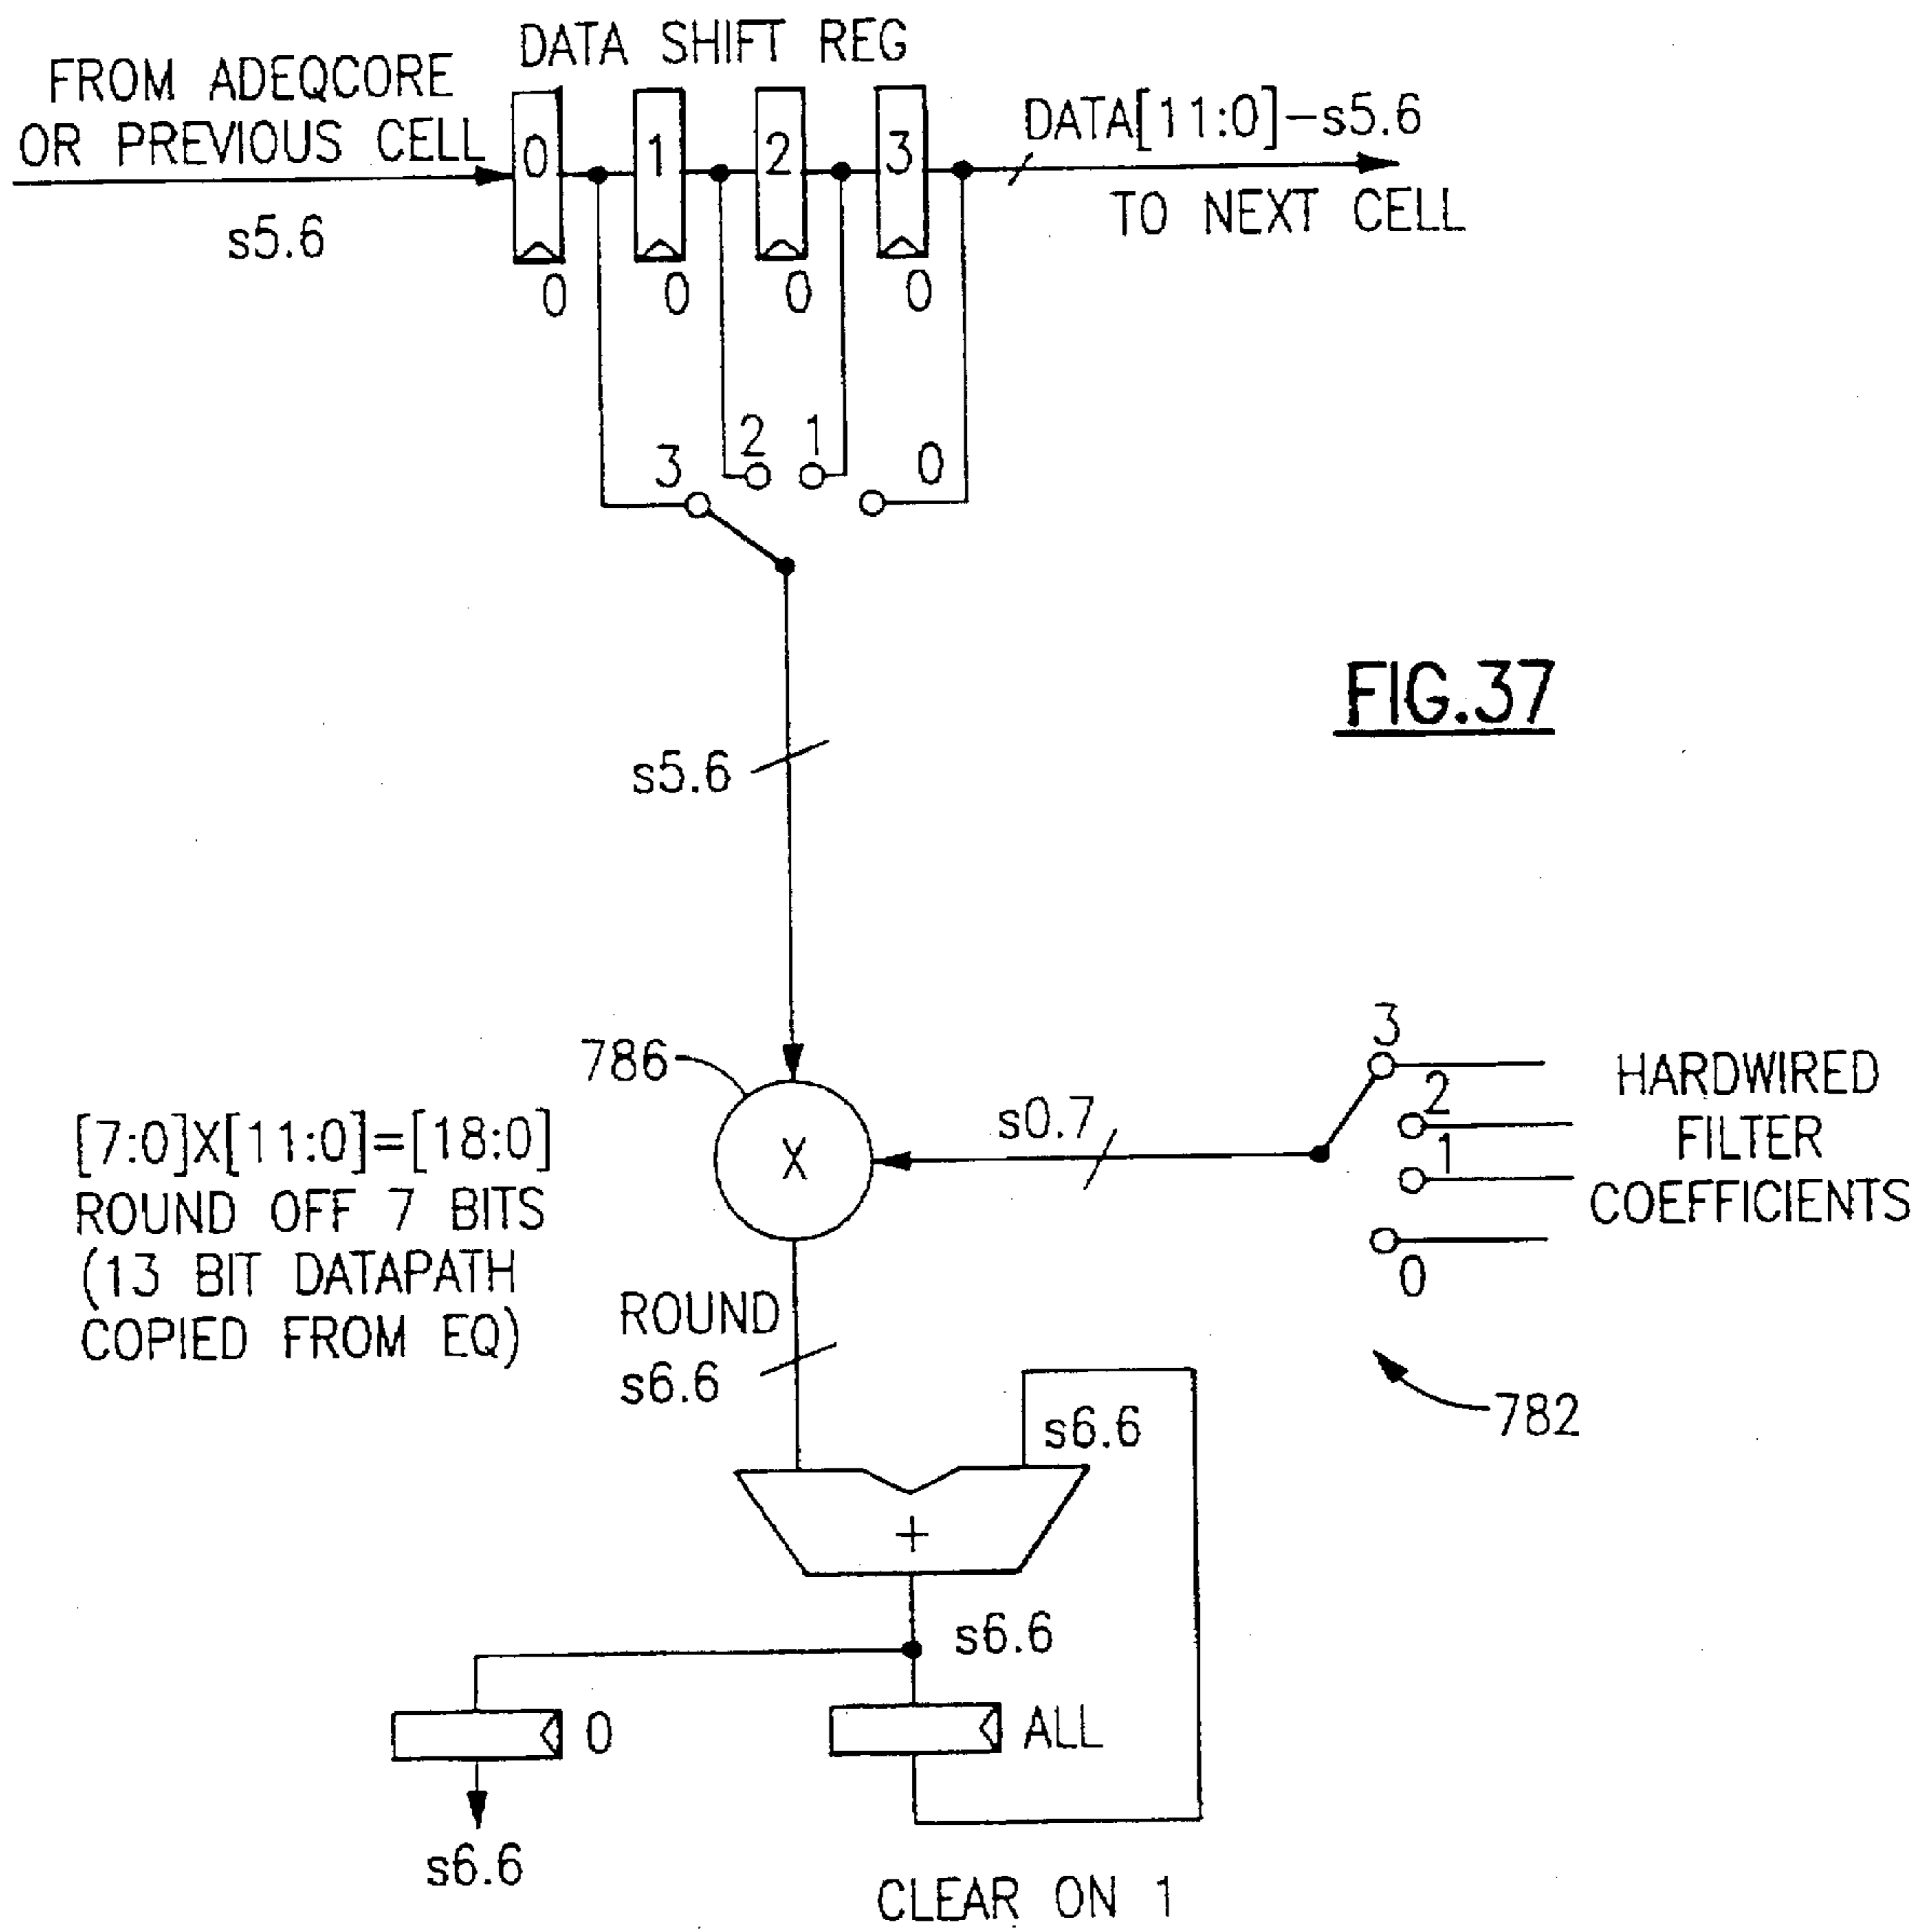 DATA SHIFT REG
FROM ADEQCORE
OR PREVIOUS CELL
s5.6
0 1 2 3
0 0 0 0
DATA[11:0]-s5.6
TO NEXT CELL
3 2 1 0
FIG.37
s5.6
786
X
s0.7
3
2
1
0
HARDWIRED
FILTER
COEFFICIENTS
782
[7:0]X[11:0]=[18:0]
ROUND OFF 7 BITS
(13 BIT DATAPATH
COPIED FROM EQ)
ROUND
s6.6
s6.6
+
s6.6
0
ALL
s6.6
CLEAR ON 1